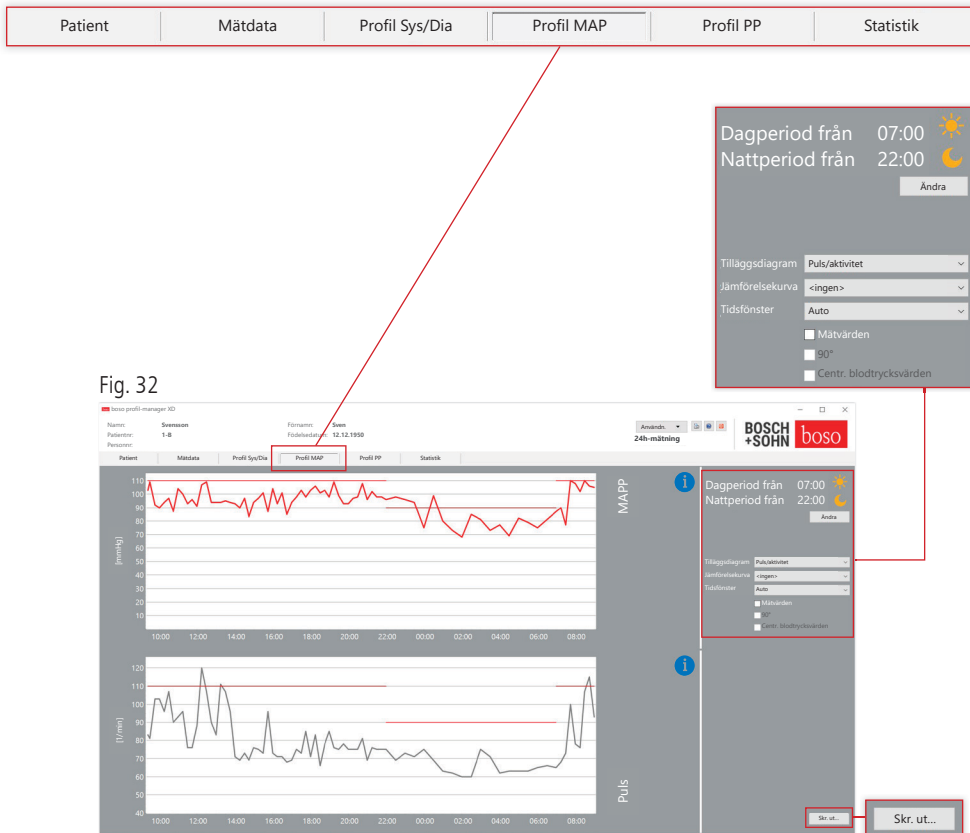 Patient Mätdata Profil Sys/Dia Profil MAP Profil PP Statistik
Dagperiod från 07:00
Nattperiod från 22:00
Ändra
Tilläggsdiagram Puls/aktivitet
Jämförelsekurva <ingen>
Tidsfönster Auto
Mätvärden
90°
Centr. blodtrycksvärden
Fig. 32
boso profil-manager XD
Namn: Svensson Förnamn: Sven
Patientnr: 1-8 Födelsedatum: 12.12.1950
Personnr:
Användn.
24h-mätning
BOSCH
+SOHN
boso
Patient Mätdata Profil Sys/Dia Profil MAP Profil PP Statistik
110
100
90
80
70
60
50
40
30
20
10
[mmHg]
10:00 12:00 14:00 16:00 18:00 20:00 22:00 00:00 02:00 04:00 06:00 08:00
MAPP
i
Dagperiod från 07:00
Nattperiod från 22:00
Ändra
Tilläggsdiagram Puls/aktivitet
Jämförelsekurva <ingen>
Tidsfönster Auto
Mätvärden
90°
Centr. blodtrycksvärden
120
110
100
90
80
70
60
50
40
[1/min]
10:00 12:00 14:00 16:00 18:00 20:00 22:00 00:00 02:00 04:00 06:00 08:00
Puls
i
Skr. ut...
Skr. ut...